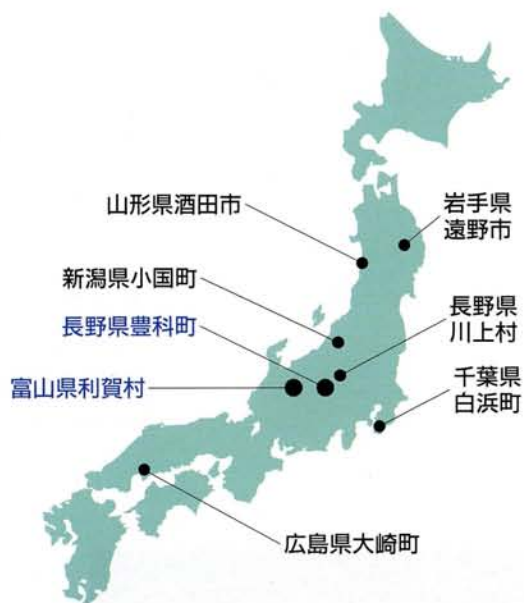 山形県酒田市
岩手県
遠野市
新潟県小国町
長野県豊科町
長野県
川上村
富山県利賀村
千葉県
白浜町
広島県大崎町